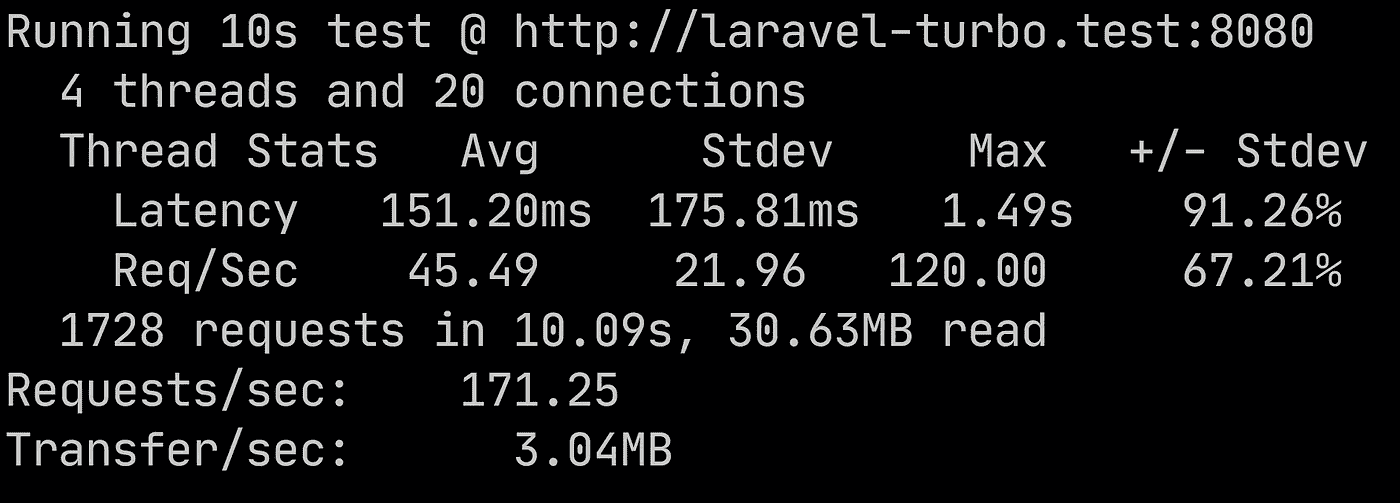 Running 10s test @ http://laravel-turbo.test:8080
4 threads and 20 connections
Thread Stats Avg Stdev Max +/- Stdev
Latency 151.20ms 175.81ms 1.49s 91.26%
Req/Sec 45.49 21.96 120.00 67.21%
1728 requests in 10.09s, 30.63MB read
Requests/sec: 171.25
Transfer/sec: 3.04MB